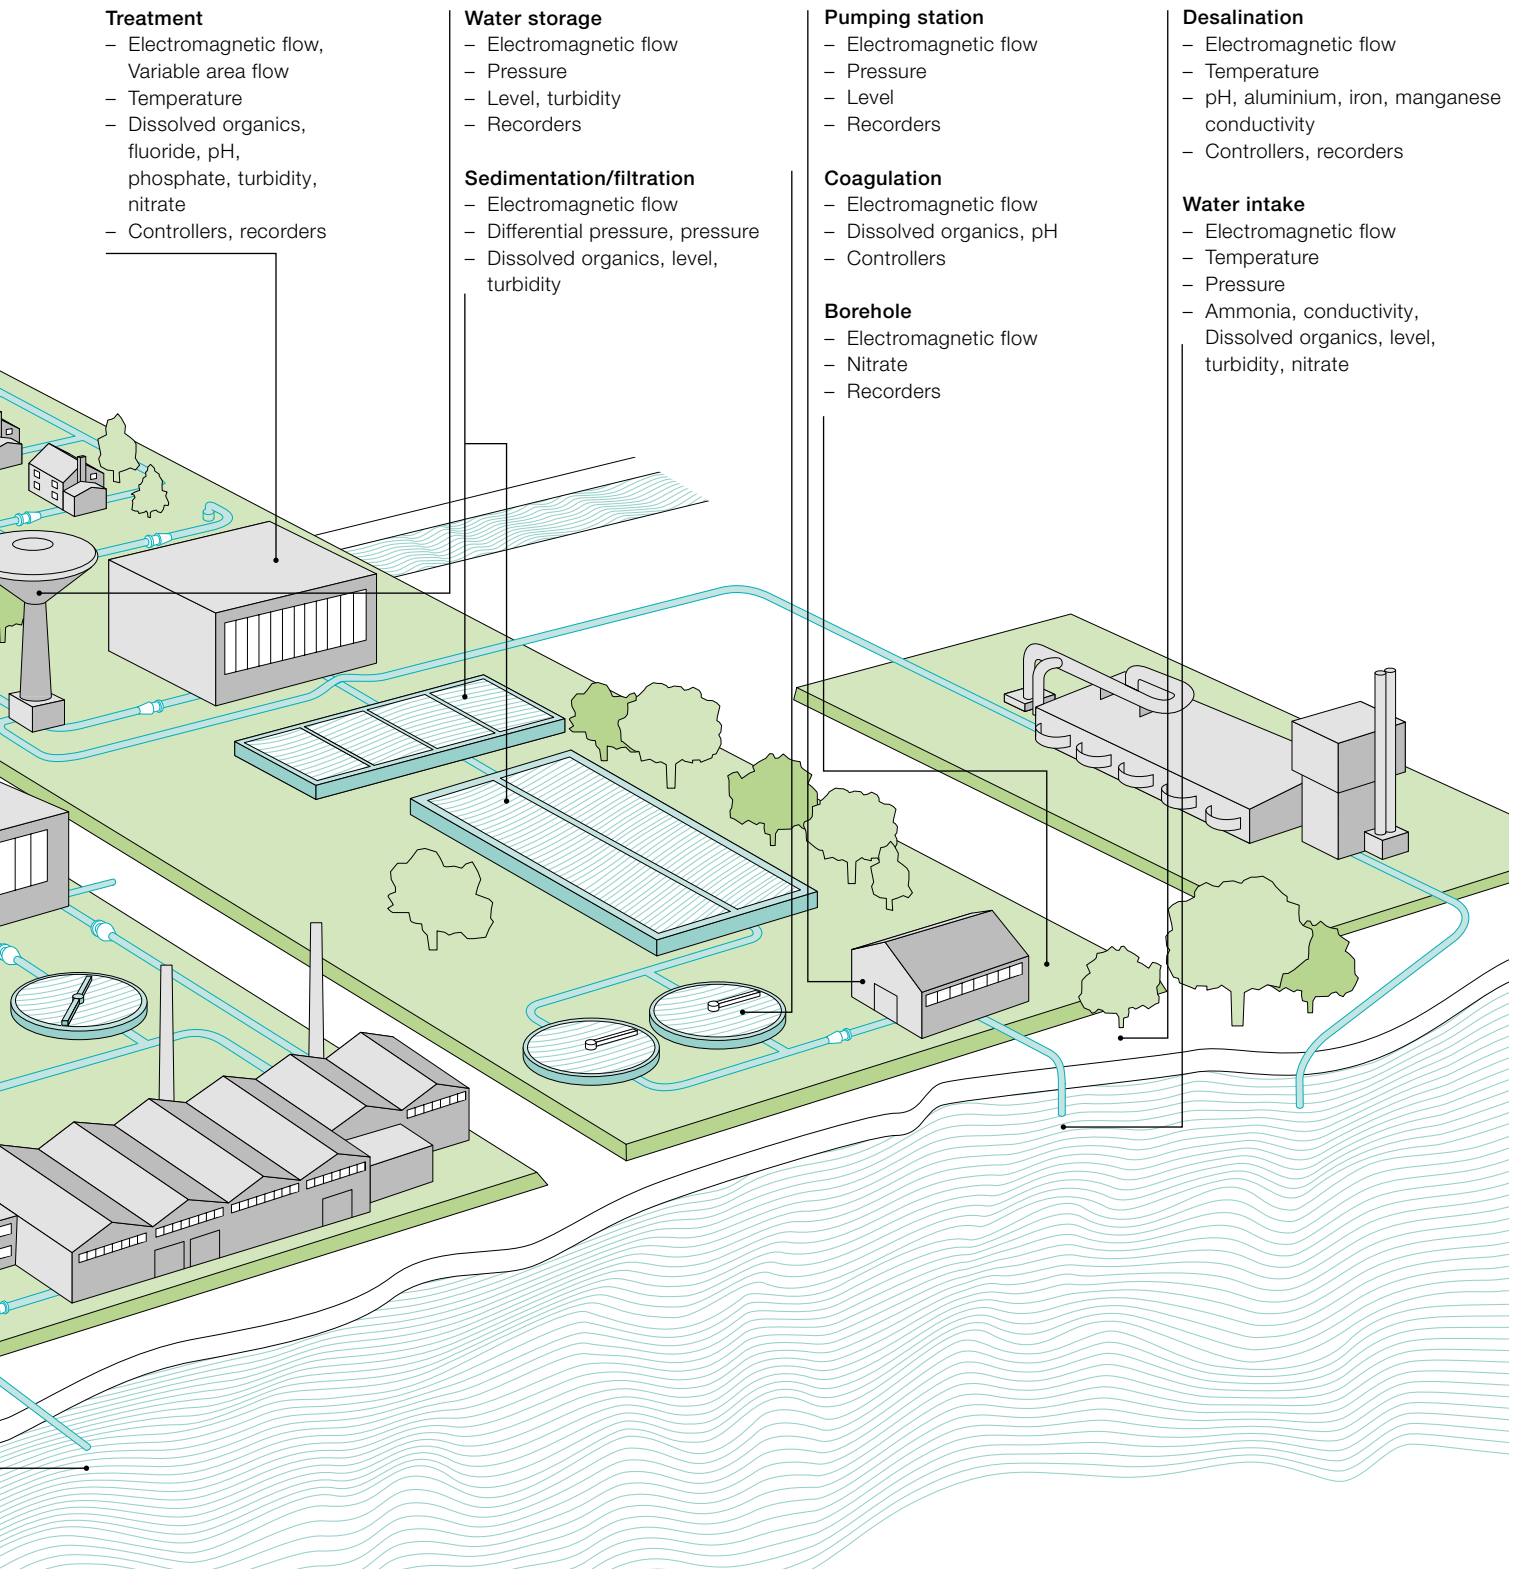 Treatment
– Electromagnetic flow,
Variable area flow
– Temperature
– Dissolved organics,
fluoride, pH,
phosphate, turbidity,
nitrate
– Controllers, recorders
Water storage
– Electromagnetic flow
– Pressure
– Level, turbidity
– Recorders
Sedimentation/filtration
– Electromagnetic flow
– Differential pressure, pressure
– Dissolved organics, level,
turbidity
Pumping station
– Electromagnetic flow
– Pressure
– Level
– Recorders
Coagulation
– Electromagnetic flow
– Dissolved organics, pH
– Controllers
Borehole
– Electromagnetic flow
– Nitrate
– Recorders
Desalination
– Electromagnetic flow
– Temperature
– pH, aluminium, iron, manganese
conductivity
– Controllers, recorders
Water intake
– Electromagnetic flow
– Temperature
– Pressure
– Ammonia, conductivity,
Dissolved organics, level,
turbidity, nitrate